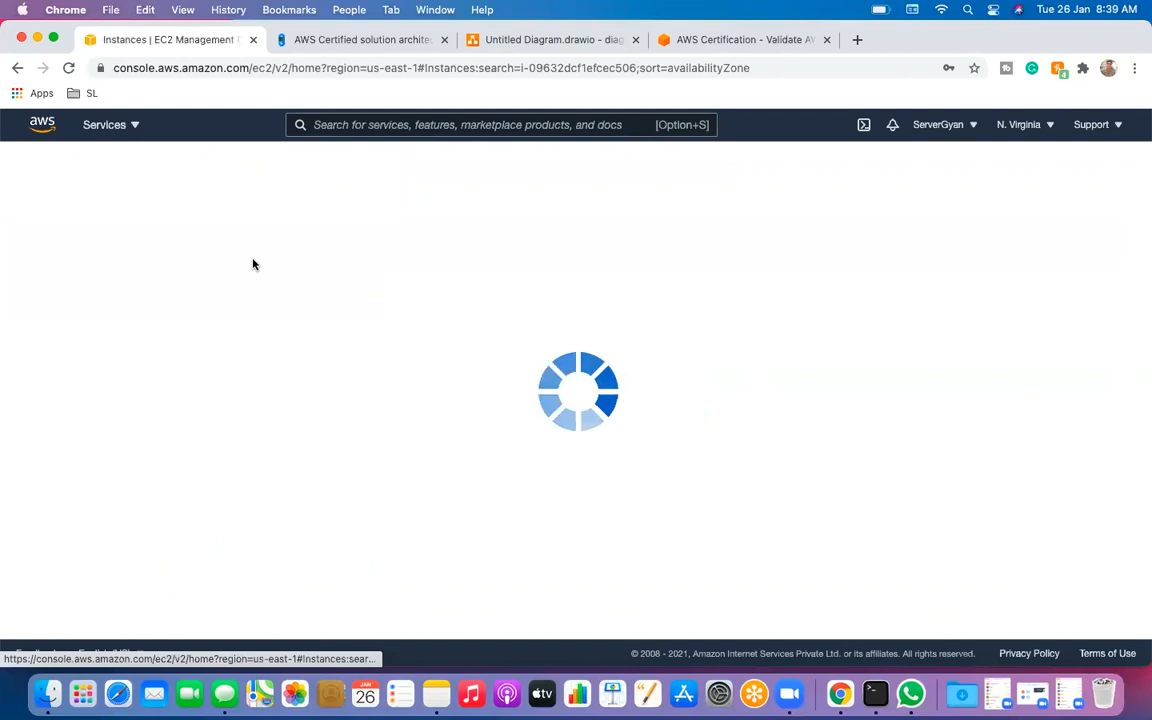 Chrome File Edit View History Bookmarks People Tab Window Help Tue 26 Jan 8:39 AM
Instances | EC2 Management C AWS Certified solution archite Untitled Diagram.drawio - diag AWS Certification - Validate AW
console.aws.amazon.com/ec2/v2/home?region=us-east-1#Instances:search=i-09632dcf1efcec506;sort=availabilityZone
Apps SL
aws Services Search for services, features, marketplace products, and docs [Option+S] ServerGyan N. Virginia Support
https://console.aws.amazon.com/ec2/v2/home?region=us-east-1#Instances:sear...
© 2008 - 2021, Amazon Internet Services Private Ltd. or its affiliates. All rights reserved. Privacy Policy Terms of Use
JAN
26
tv